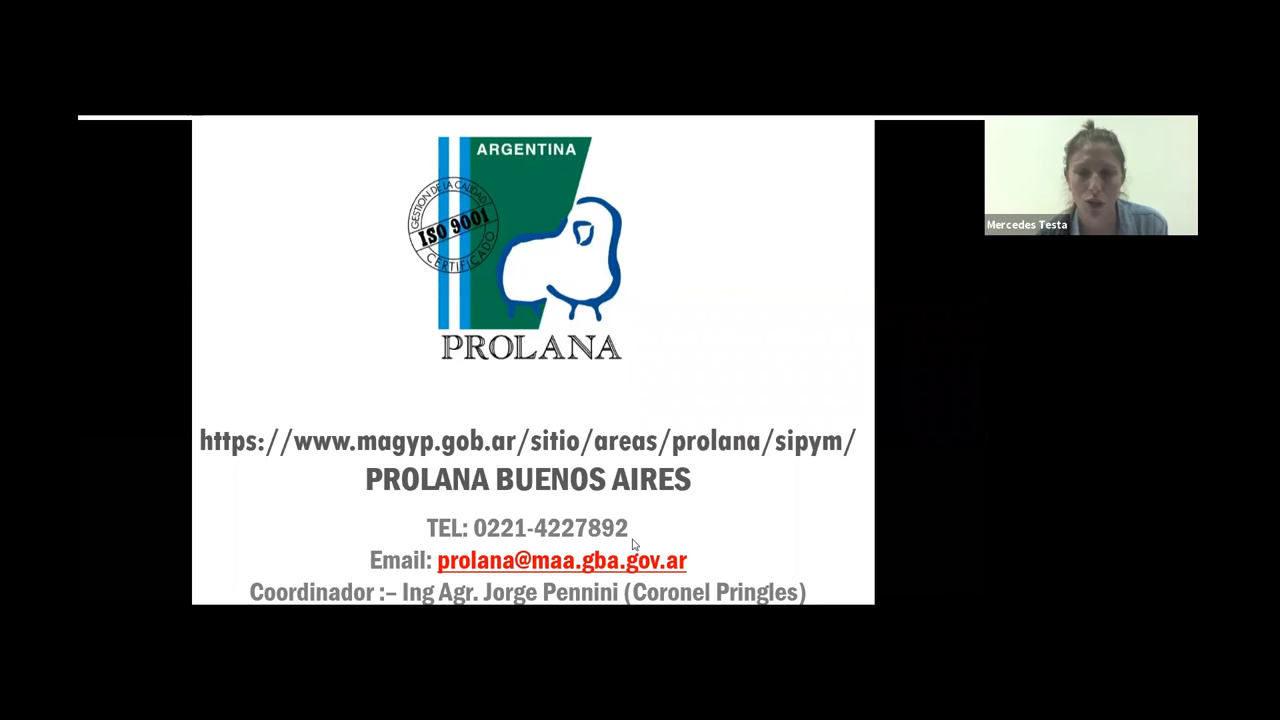 ARGENTINA
GESTION DE LA CALIDAD
ISO 9001
CERTIFICADO
PROLANA
Mercedes Testa
https://www.magyp.gob.ar/sitio/areas/prolana/sipym/
PROLANA BUENOS AIRES
TEL: 0221-4227892
Email: prolana@maa.gba.gov.ar
Coordinador :– Ing Agr. Jorge Pennini (Coronel Pringles)